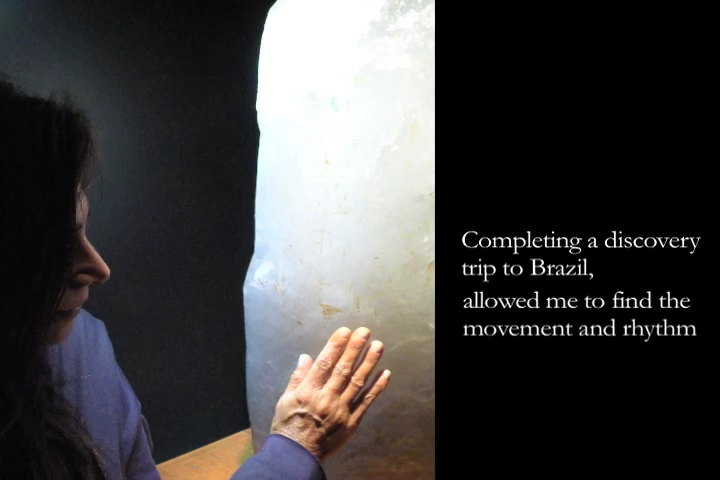 Completing a discovery
trip to Brazil,
allowed me to find the
movement and rhythm